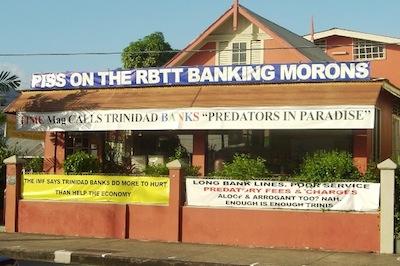 PISS ON THE RBTT BANKING MORONS
TIME Mag CALLS TRINIDAD BANKS "PREDATORS IN PARADISE"
THE IMF SAYS TRINIDAD BANKS DO MORE TO HURT
THAN HELP THE ECONOMY
LONG BANK LINES, POOR SERVICE
PREDATORY FEES & CHARGES
ALOOF & ARROGANT TOO? NAH,
ENOUGH IS ENOUGH TRINIS